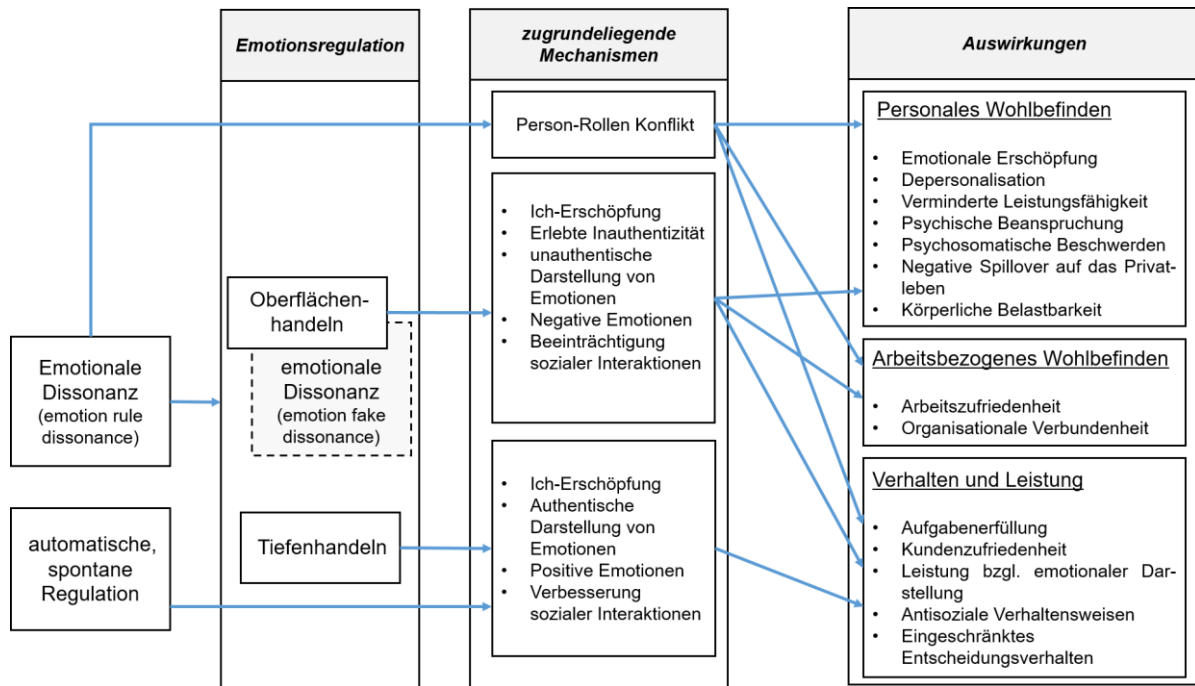 Emotionsregulation
zugrundeliegende
Mechanismen
Auswirkungen
Emotionale
Dissonanz
(emotion rule
dissonance)
automatische,
spontane
Regulation
Oberflächen-
handeln
emotionale
Dissonanz
(emotion fake
dissonance)
Tiefenhandeln
Person-Rollen Konflikt
• Ich-Erschöpfung
• Erlebte Inauthentizität
• unauthentische
Darstellung von
Emotionen
• Negative Emotionen
• Beeinträchtigung
sozialer Interaktionen
• Ich-Erschöpfung
• Authentische
Darstellung von
Emotionen
• Positive Emotionen
• Verbesserung
sozialer Interaktionen
Personales Wohlbefinden
• Emotionale Erschöpfung
• Depersonalisation
• Verminderte Leistungsfähigkeit
• Psychische Beanspruchung
• Psychosomatische Beschwerden
• Negative Spillover auf das Privat-
leben
• Körperliche Belastbarkeit
Arbeitsbezogenes Wohlbefinden
• Arbeitszufriedenheit
• Organisationale Verbundenheit
Verhalten und Leistung
• Aufgabenerfüllung
• Kundenzufriedenheit
• Leistung bzgl. emotionaler Dar-
stellung
• Antisoziale Verhaltensweisen
• Eingeschränktes
Entscheidungsverhalten